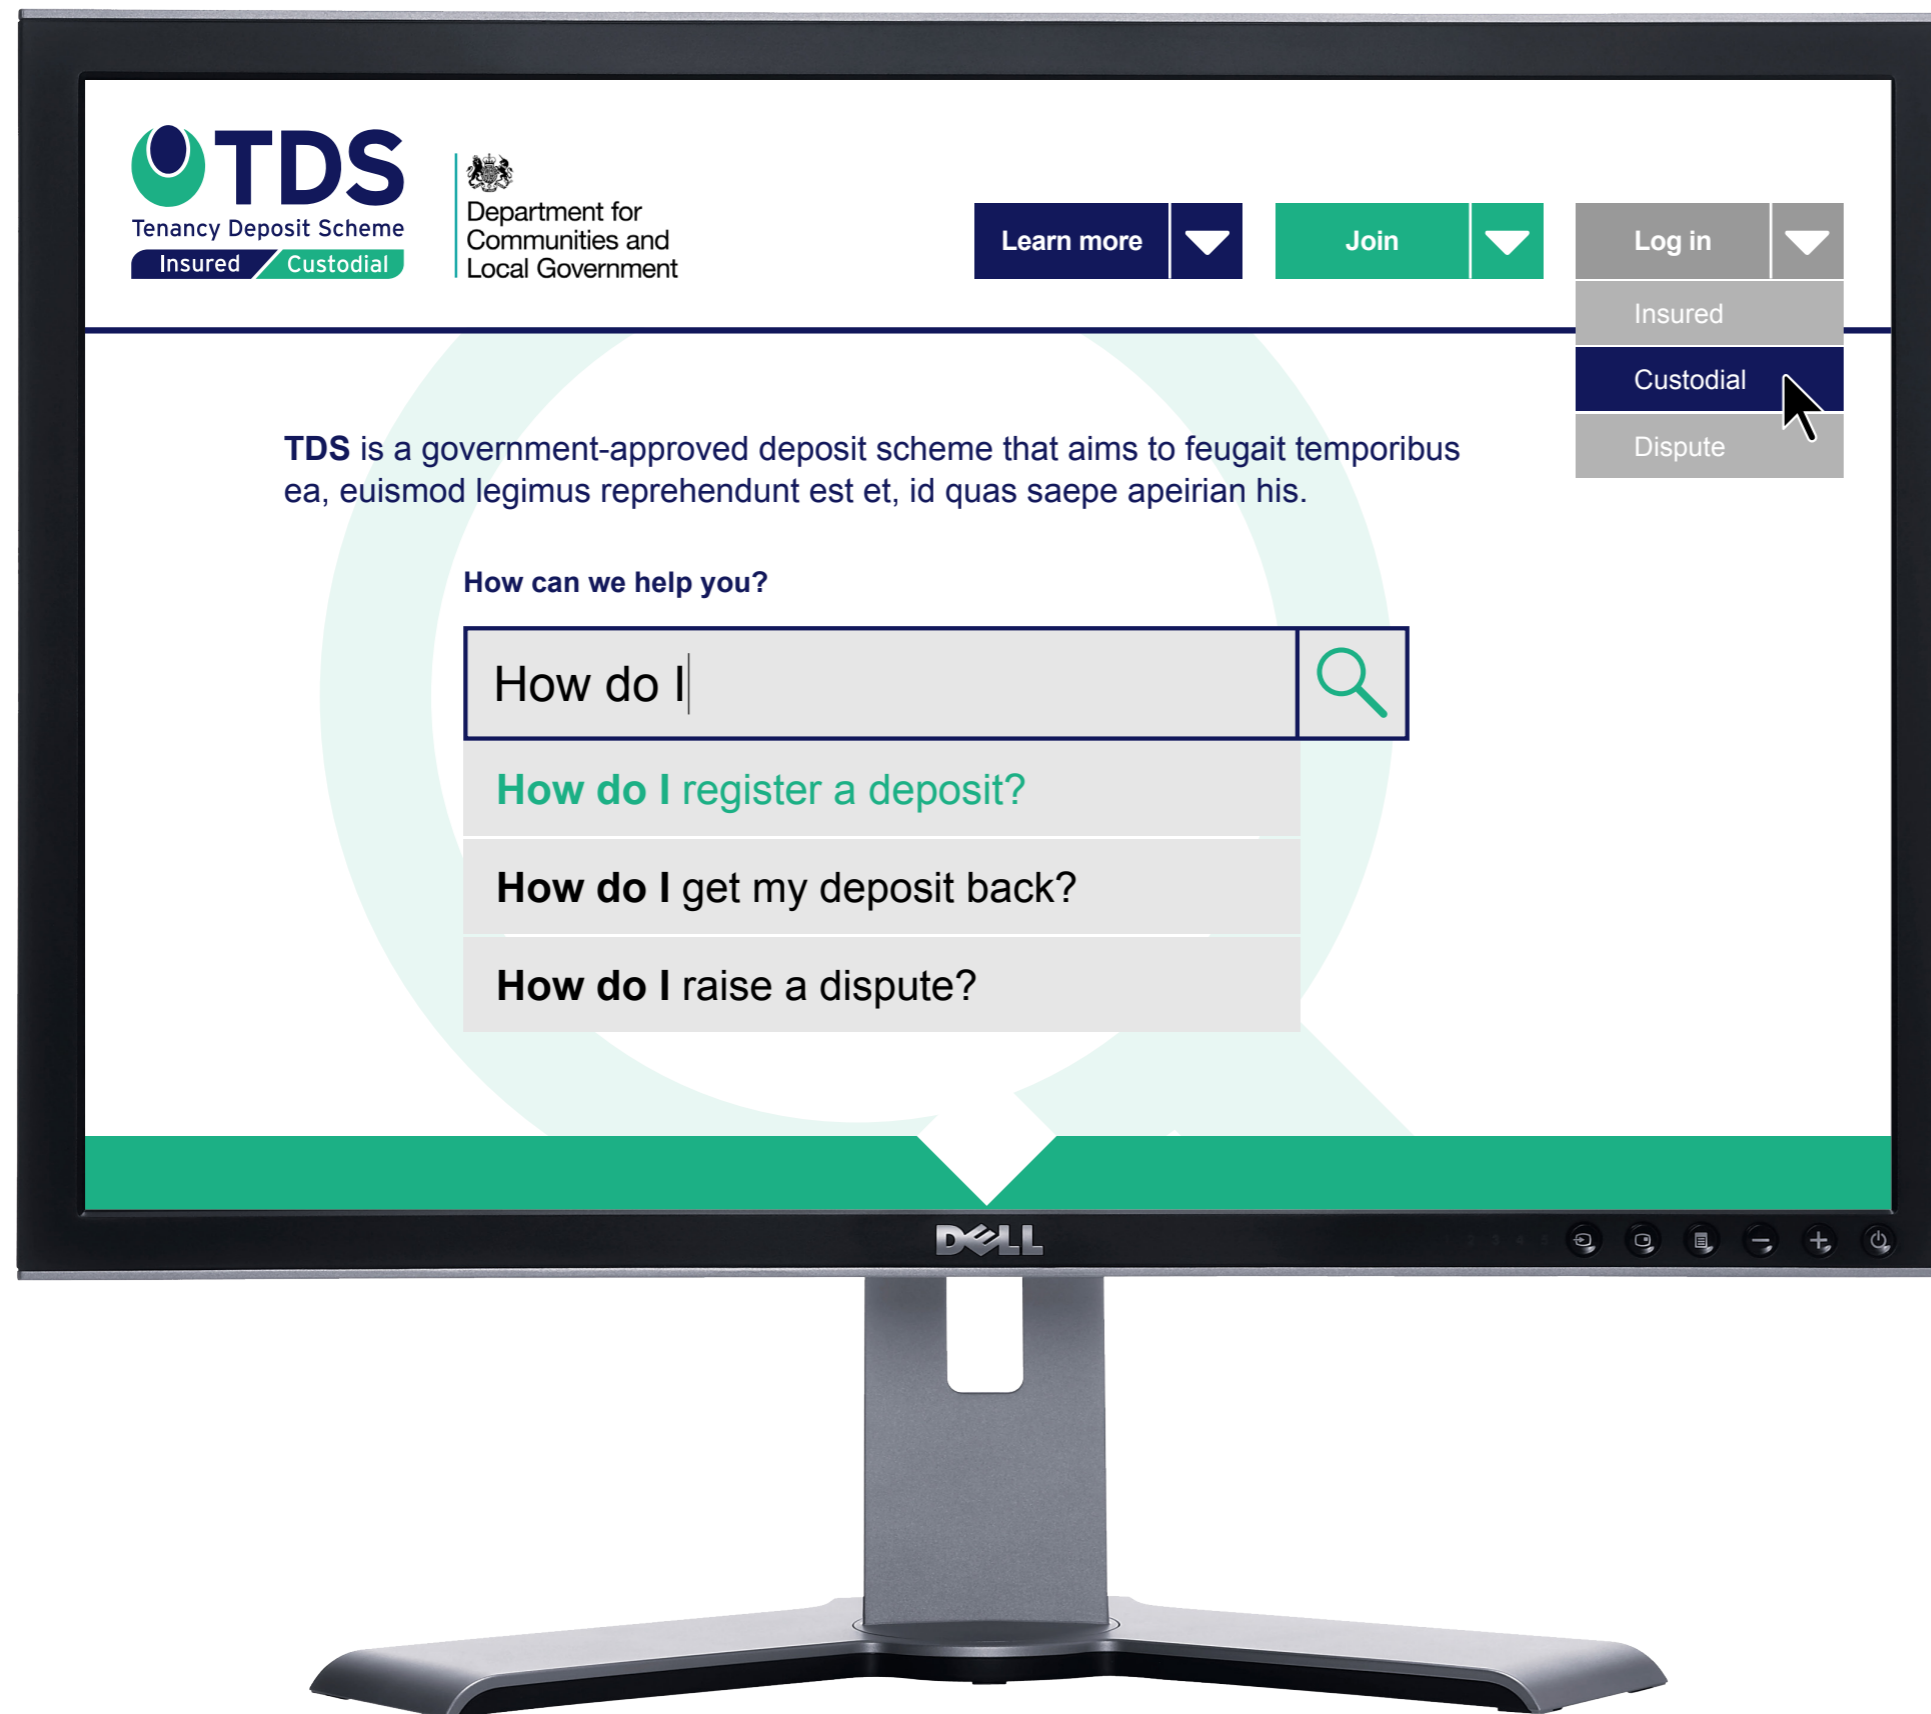 TDS
Tenancy Deposit Scheme
Insured Custodial
Department for
Communities and
Local Government
Learn more
Join
Log in
Insured
Custodial
Dispute
TDS is a government-approved deposit scheme that aims to feugait temporibus
ea, euismod legimus reprehendunt est et, id quas saepe apeirian his.
How can we help you?
How do I
How do I register a deposit?
How do I get my deposit back?
How do I raise a dispute?
DELL